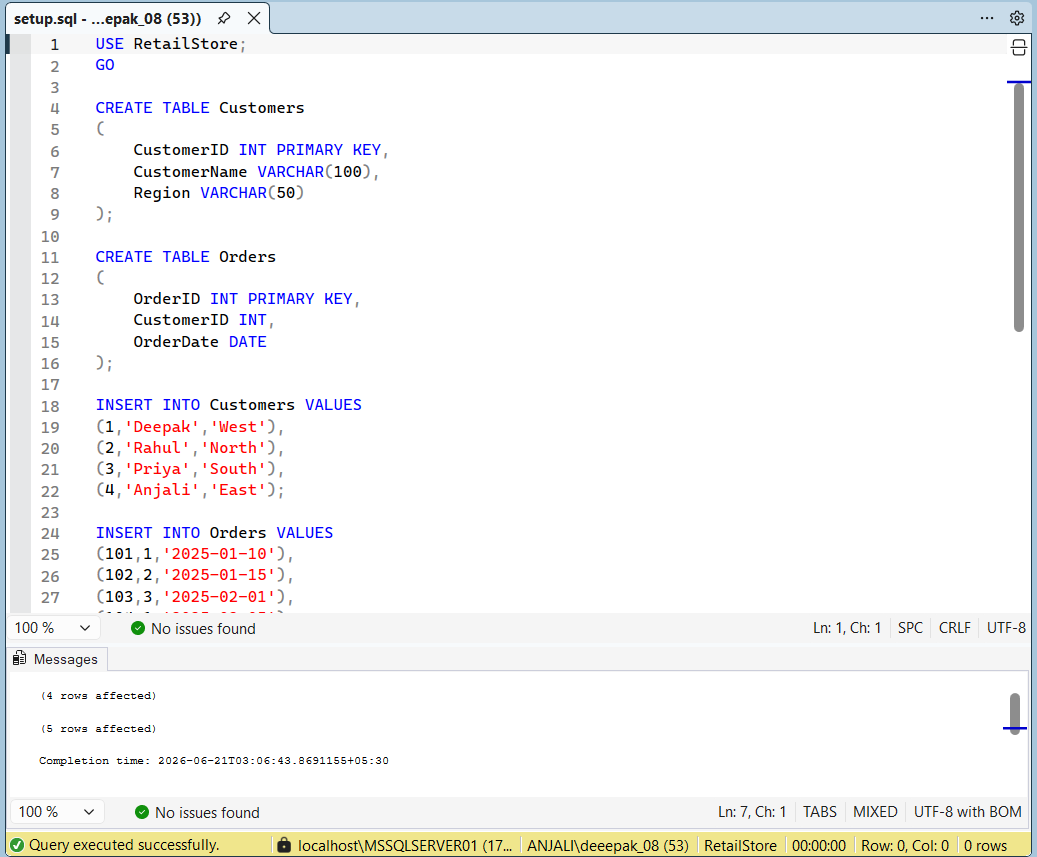 setup.sql - ...epak_08 (53))
1 USE RetailStore;
2 GO
3
4 CREATE TABLE Customers
5 (
6 CustomerID INT PRIMARY KEY,
7 CustomerName VARCHAR(100),
8 Region VARCHAR(50)
9 );
10
11 CREATE TABLE Orders
12 (
13 OrderID INT PRIMARY KEY,
14 CustomerID INT,
15 OrderDate DATE
16 );
17
18 INSERT INTO Customers VALUES
19 (1,'Deepak','West'),
20 (2,'Rahul','North'),
21 (3,'Priya','South'),
22 (4,'Anjali','East');
23
24 INSERT INTO Orders VALUES
25 (101,1,'2025-01-10'),
26 (102,2,'2025-01-15'),
27 (103,3,'2025-02-01'),
100 % No issues found Ln: 1, Ch: 1 SPC CRLF UTF-8
Messages
(4 rows affected)
(5 rows affected)
Completion time: 2026-06-21T03:06:43.8691155+05:30
100 % No issues found Ln: 7, Ch: 1 TABS MIXED UTF-8 with BOM
Query executed successfully. localhost\MSSQLSERVER01 (17... ANJALI\deeepak_08 (53) RetailStore 00:00:00 Row: 0, Col: 0 0 rows